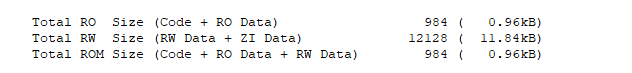 Total RO  Size (Code + RO Data)                  984 (   0.96kB)
Total RW  Size (RW Data + ZI Data)             12128 (  11.84kB)
Total ROM Size (Code + RO Data + RW Data)        984 (   0.96kB)